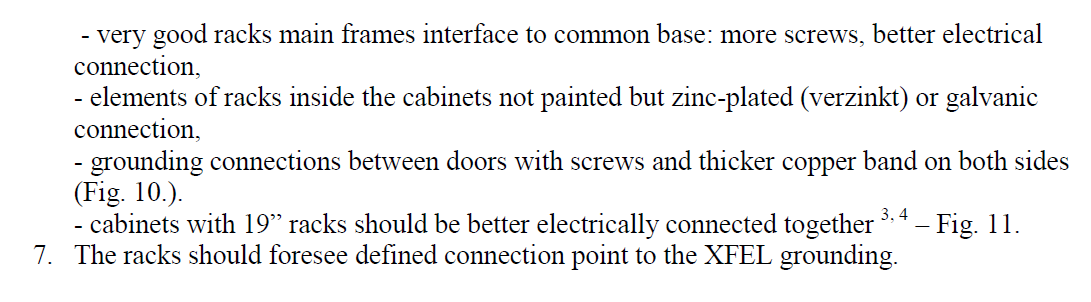 - very good racks main frames interface to common base: more screws, better electrical
connection,
- elements of racks inside the cabinets not painted but zinc-plated (verzinkt) or galvanic
connection,
- grounding connections between doors with screws and thicker copper band on both sides
(Fig. 10.).
- cabinets with 19” racks should be better electrically connected together 3, 4 – Fig. 11.
7. The racks should foresee defined connection point to the XFEL grounding.